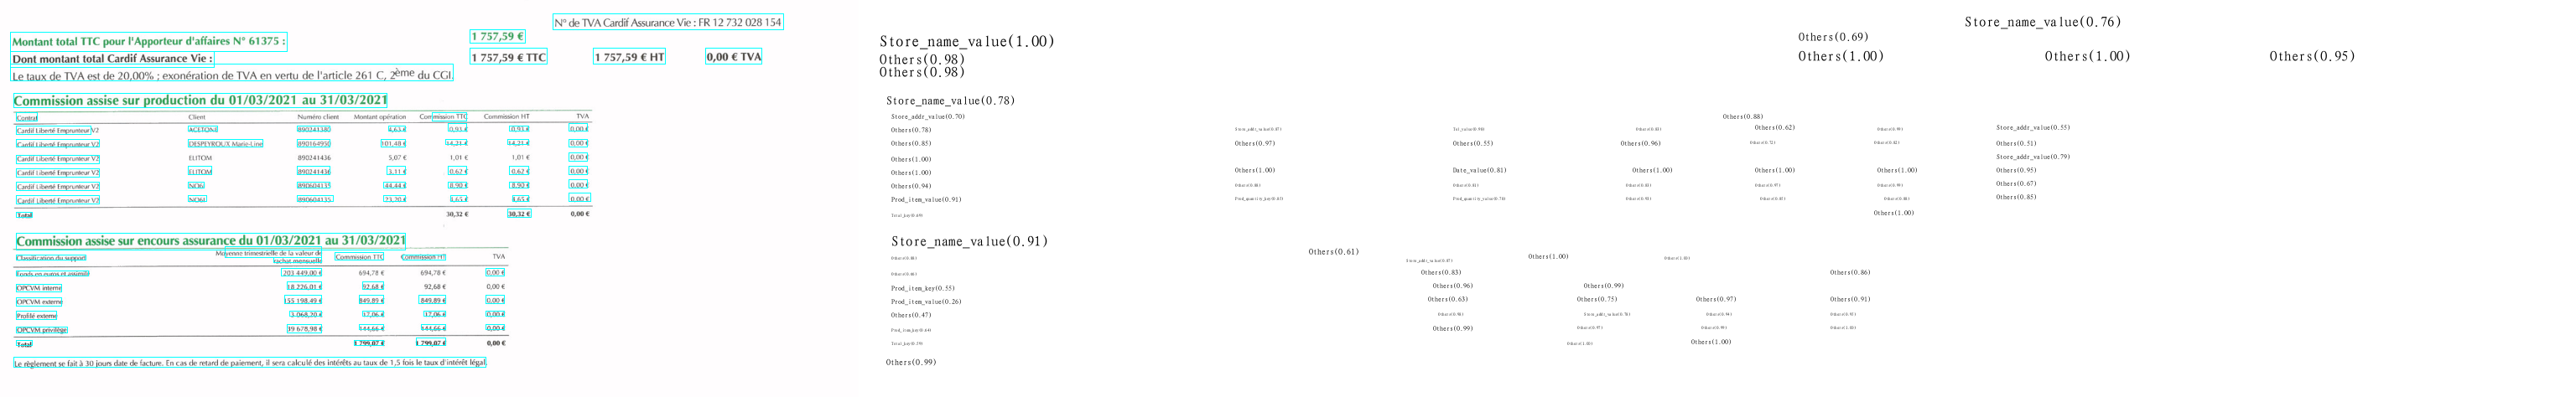 N° de TVA Cardif Assurance Vie : FR 12 732 028 154
Montant total TTC pour l'Apporteur d'affaires N° 61375 : 1 757,59 €
Dont montant total Cardif Assurance Vie : 1 757,59 € TTC 1 757,59 € HT 0,00 € TVA
Le taux de TVA est de 20,00% ; exonération de TVA en vertu de l'article 261 C, 2ème du CGI.
Commission assise sur production du 01/03/2021 au 31/03/2021
Contrat Client Numéro client Montant opération Commission TTC Commission HT TVA
Cardif Liberté Emprunteur V2 ACETONE 890241380 4,65 € 0,93 € 0,93 € 0,00 €
Cardif Liberté Emprunteur V2 DESPEYROUX Marie-Line 890164950 101,48 € 14,21 € 14,21 € 0,00 €
Cardif Liberté Emprunteur V2 ELITOM 890241436 5,07 € 1,01 € 1,01 € 0,00 €
Cardif Liberté Emprunteur V2 ELITOM 890241436 3,11 € 0,62 € 0,62 € 0,00 €
Cardif Liberté Emprunteur V2 890604135 44,44 € 8,90 € 8,90 € 0,00 €
Cardif Liberté Emprunteur V2 890604135 23,20 € 4,65 € 4,65 € 0,00 €
Total 30,32 € 30,32 € 0,00 €
Commission assise sur encours assurance du 01/03/2021 au 31/03/2021
Classification du support Moyenne trimestrielle de la valeur de rachat mensuelle Commission TTC Commission HT TVA
Fonds en euros et assimilé 203 449,00 € 694,78 € 694,78 € 0,00 €
OPCVM interne 18 226,01 € 92,68 € 92,68 € 0,00 €
OPCVM externe 155 198,49 € 849,89 € 849,89 € 0,00 €
Profilé externe 3 068,20 € 17,06 € 17,06 € 0,00 €
OPCVM privilège 19 678,98 € 144,66 € 144,66 € 0,00 €
Total 1 799,07 € 1 799,07 € 0,00 €
Le règlement se fait à 30 jours date de facture. En cas de retard de paiement, il sera calculé des intérêts au taux de 1,5 fois le taux d'intérêt légal.
Store_name_value(0.76)
Others(0.69)
Store_name_value(1.00)
Others(0.98) Others(1.00) Others(1.00) Others(0.95)
Others(0.98)
Store_name_value(0.78)
Store_addr_value(0.70) Others(0.88)
Others(0.78) Others(0.62) Store_addr_value(0.55)
Others(0.85) Others(0.97) Others(0.55) Others(0.96) Others(0.51)
Others(1.00) Store_addr_value(0.79)
Others(1.00) Others(1.00) Date_value(0.81) Others(1.00) Others(1.00) Others(1.00) Others(0.95)
Others(0.94) Others(0.67)
Prod_item_value(0.91) Others(0.85)
Others(1.00)
Store_name_value(0.91)
Others(0.61) Others(1.00)
Others(0.83) Others(0.86)
Prod_item_key(0.55) Others(0.96) Others(0.99)
Prod_item_value(0.26) Others(0.63) Others(0.75) Others(0.97) Others(0.91)
Others(0.47)
Others(0.99)
Others(1.00)
Others(0.99)